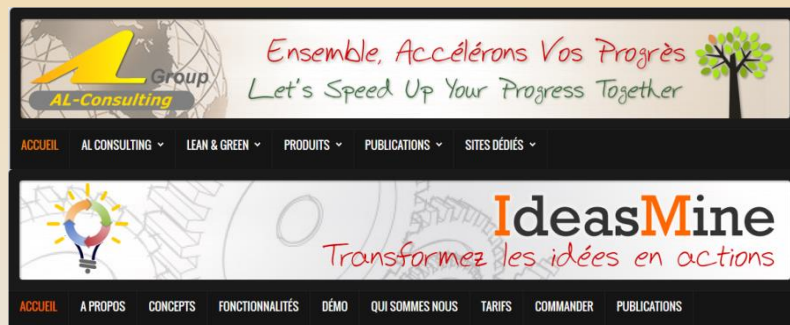 Ensemble, Accélérons Vos Progrès
Group
Let's Speed Up Your Progress Together
AL-Consulting
ACCUEIL AL CONSULTING LEAN & GREEN PRODUITS PUBLICATIONS SITES DÉDIÉS
IdeasMine
Transformez les idées en actions
ACCUEIL A PROPOS CONCEPTS FONCTIONNALITÉS DÉMO QUI SOMMES NOUS TARIFS COMMANDER PUBLICATIONS